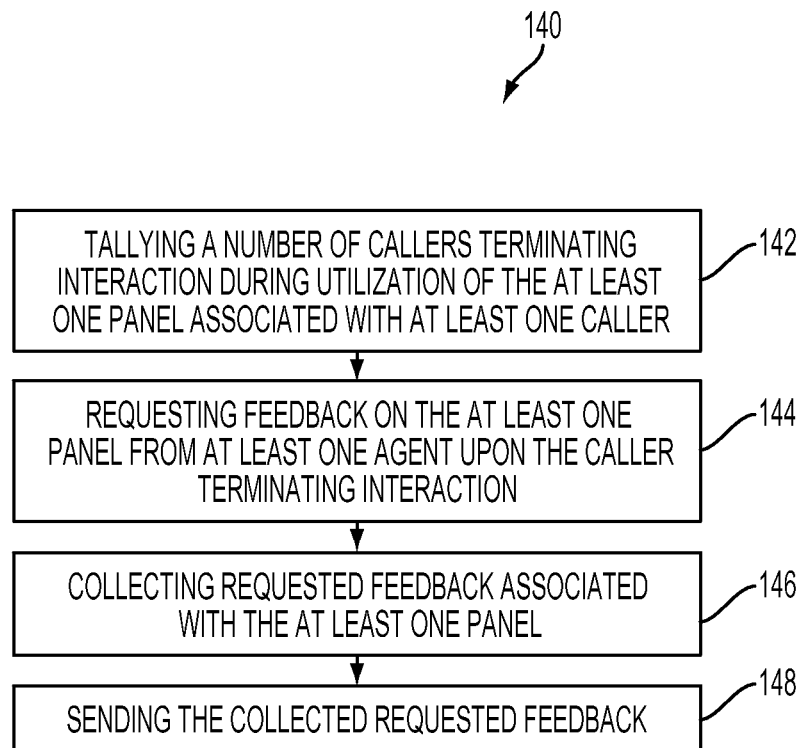 140
TALLYING A NUMBER OF CALLERS TERMINATING
INTERACTION DURING UTILIZATION OF THE AT LEAST
ONE PANEL ASSOCIATED WITH AT LEAST ONE CALLER
142
REQUESTING FEEDBACK ON THE AT LEAST ONE
PANEL FROM AT LEAST ONE AGENT UPON THE CALLER
TERMINATING INTERACTION
144
COLLECTING REQUESTED FEEDBACK ASSOCIATED
WITH THE AT LEAST ONE PANEL
146
SENDING THE COLLECTED REQUESTED FEEDBACK
148